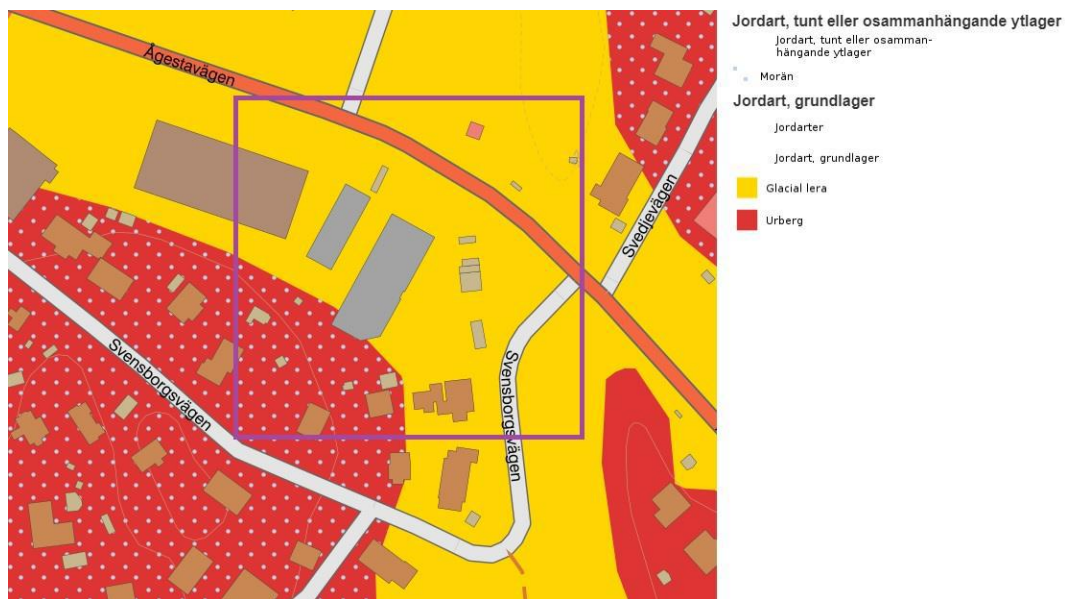 Ågestavägen
Svedjevägen
Svensborgsvägen
Svensborgsvägen
Jordart, tunt eller osammanhängande ytlager
Jordart, tunt eller osamman-
hängande ytlager
Morän
Jordart, grundlager
Jordarter
Jordart, grundlager
Glacial lera
Urberg